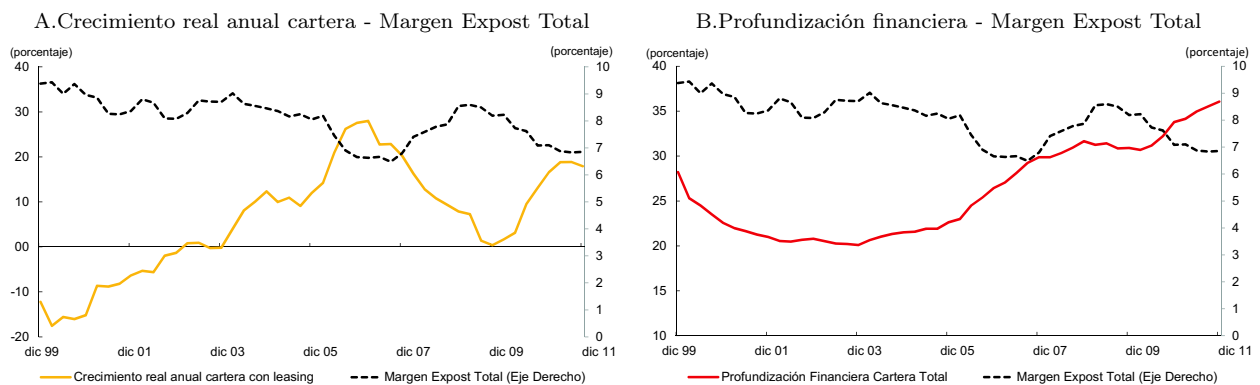 A.Crecimiento real anual cartera - Margen Expost Total
(porcentaje) (porcentaje)
40 10
30 9
20 8
10 7
00 6
-10 5
-20 4
3
2
1
0
dic 99 dic 01 dic 03 dic 05 dic 07 dic 09 dic 11
Crecimiento real anual cartera con leasing Margen Expost Total (Eje Derecho)
B.Profundización financiera - Margen Expost Total
(porcentaje) (porcentaje)
40 10
35 9
30 8
25 7
20 6
15 5
10 4
3
2
1
0
dic 99 dic 01 dic 03 dic 05 dic 07 dic 09 dic 11
Profundización Financiera Cartera Total Margen Expost Total (Eje Derecho)